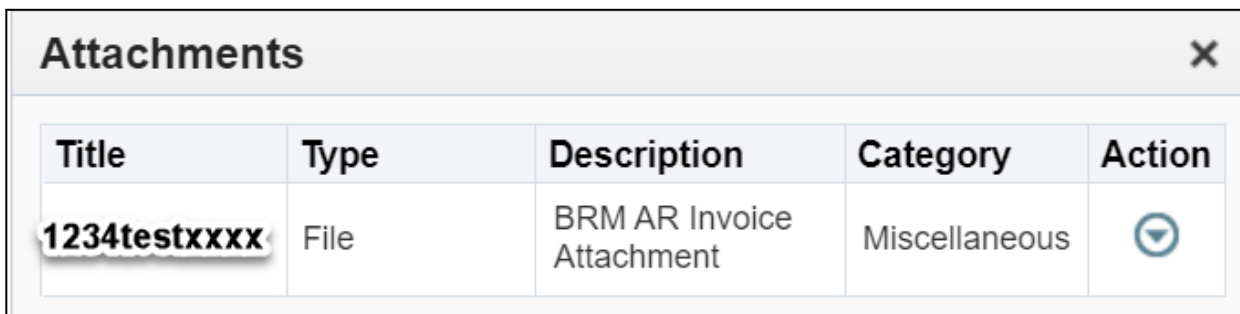 Attachments
Title Type Description Category Action
1234testxxxx File BRM AR Invoice Miscellaneous
Attachment